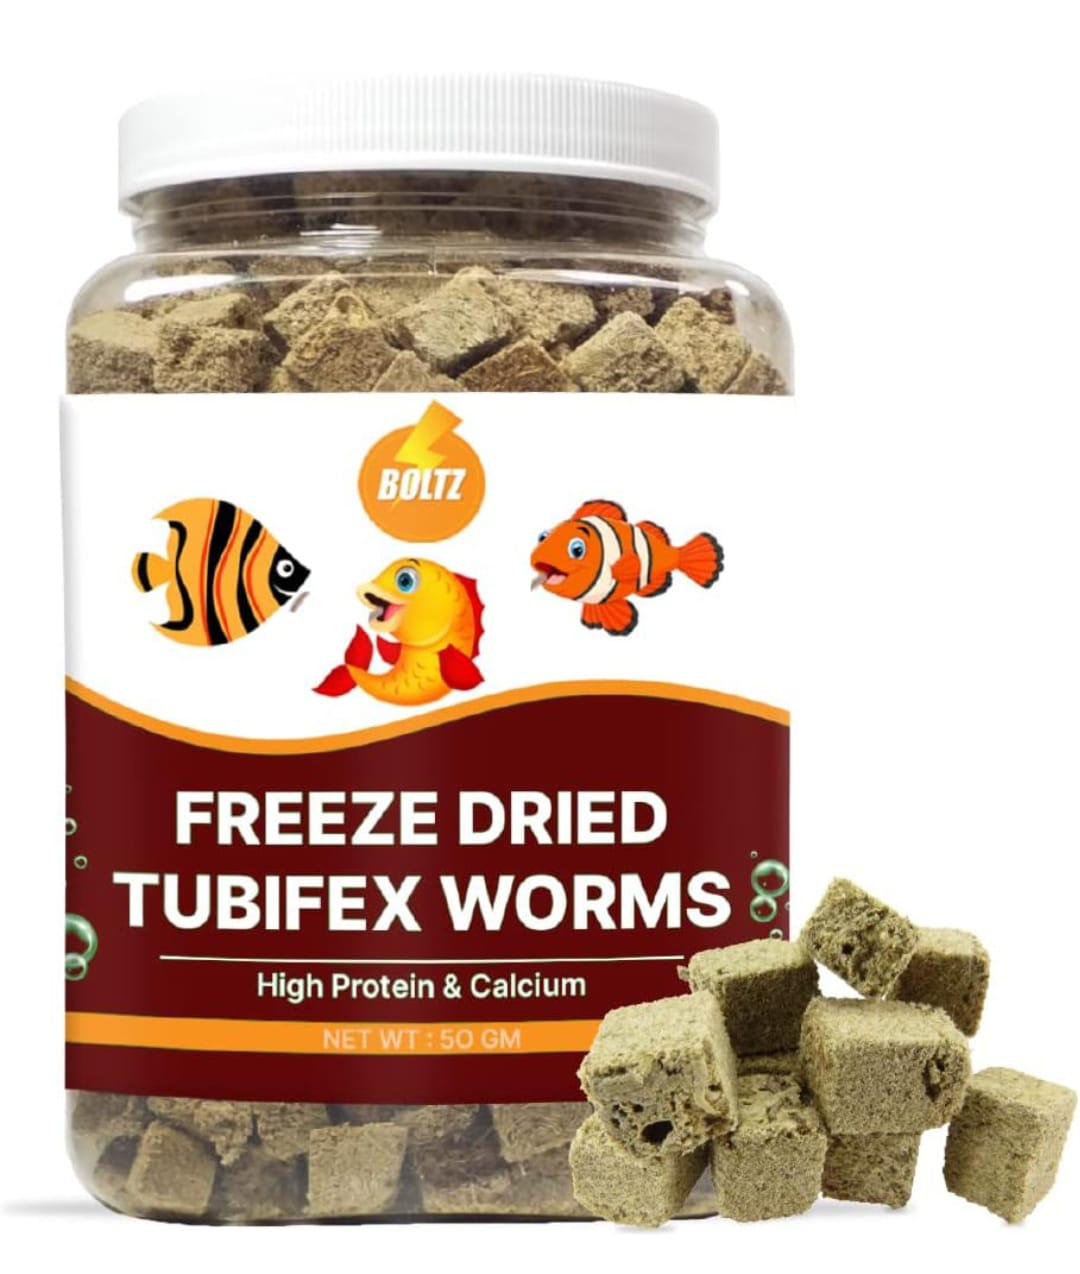 BOLTZ
FREEZE DRIED
TUBIFEX WORMS
High Protein & Calcium
NET WT : 50 GM